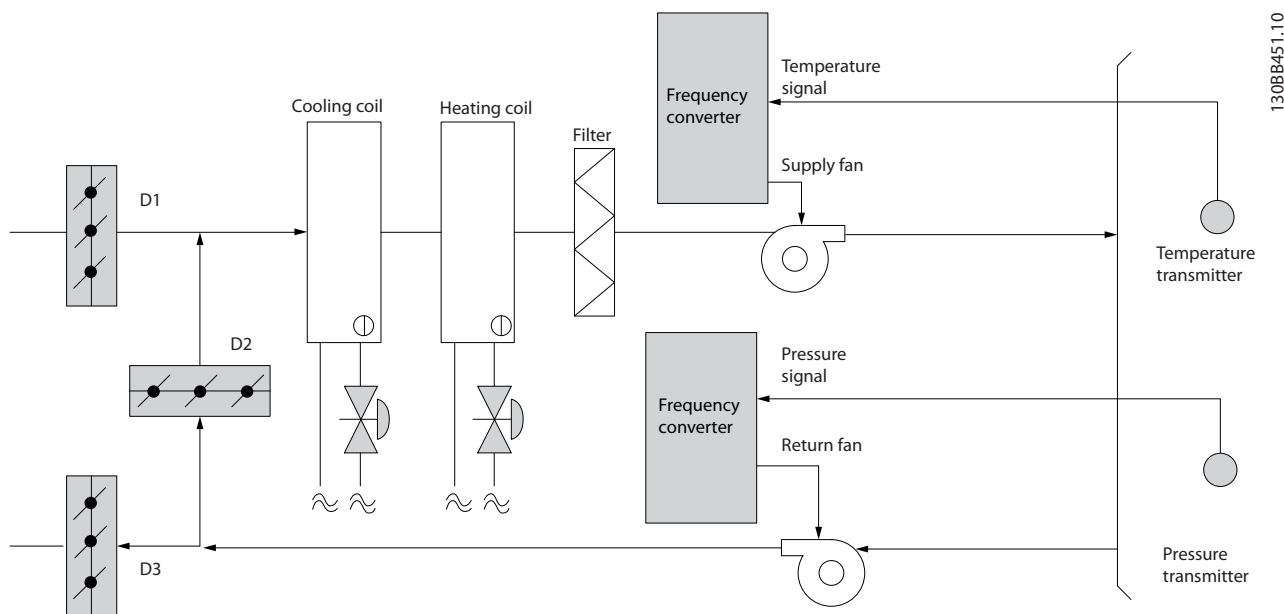 130BB451.10
Temperature
signal
Frequency
converter
Cooling coil
Heating coil
Filter
Supply fan
D1
Temperature
transmitter
D2
Pressure
signal
Frequency
converter
Return fan
D3
Pressure
transmitter